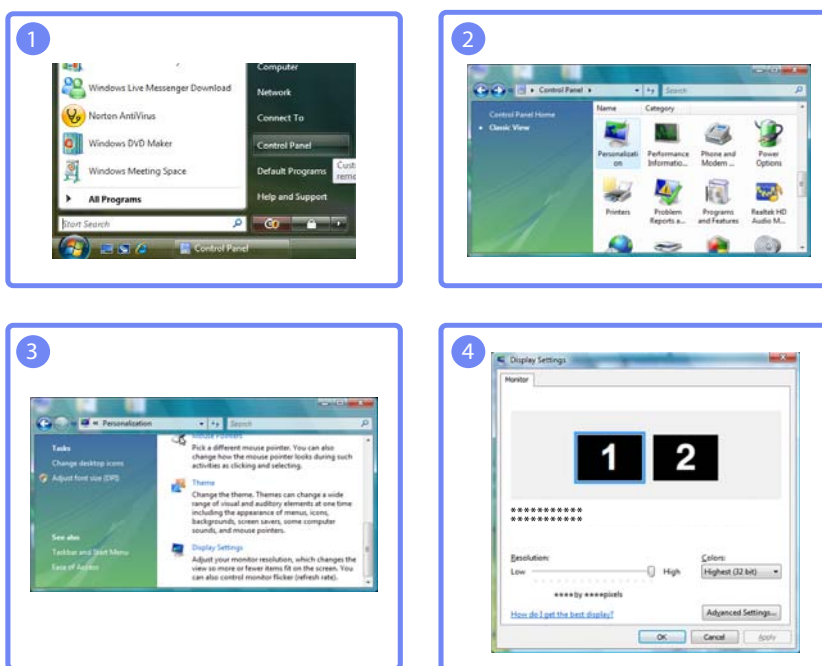 1
Computer
Windows Live Messenger Download
Network
Norton AntiVirus
Connect To
Windows DVD Maker
Control Panel
Windows Meeting Space
Default Programs
All Programs
Help and Support
Start Search
Control Panel
2
Control Panel
Search
Control Panel Home
Classic View
Name Category
Personalizati
on
Performance
Informatio...
Phone and
Modem ...
Power
Options
Printers
Problem
Reports a...
Programs
and Features
Realtek HD
Audio M...
3
Personalization
Search
Tasks
Change desktop icons
Adjust font size (DPI)
See also
Taskbar and Start Menu
Ease of Access
Mouse Pointers
Pick a different mouse pointer. You can also
change how the mouse pointer looks during such
activities as clicking and selecting.
Theme
Change the theme. Themes can change a wide
range of visual and auditory elements at one time
including the appearance of menus, icons,
backgrounds, screen savers, some computer
sounds, and mouse pointers.
Display Settings
Adjust your monitor resolution, which changes the
view so more or fewer items fit on the screen. You
can also control monitor flicker (refresh rate).
4
Display Settings
Monitor
1 2
***********
***********
Resolution:
Low High
**** by **** pixels
Colors:
Highest (32 bit)
How do I get the best display?
Advanced Settings...
OK Cancel Apply